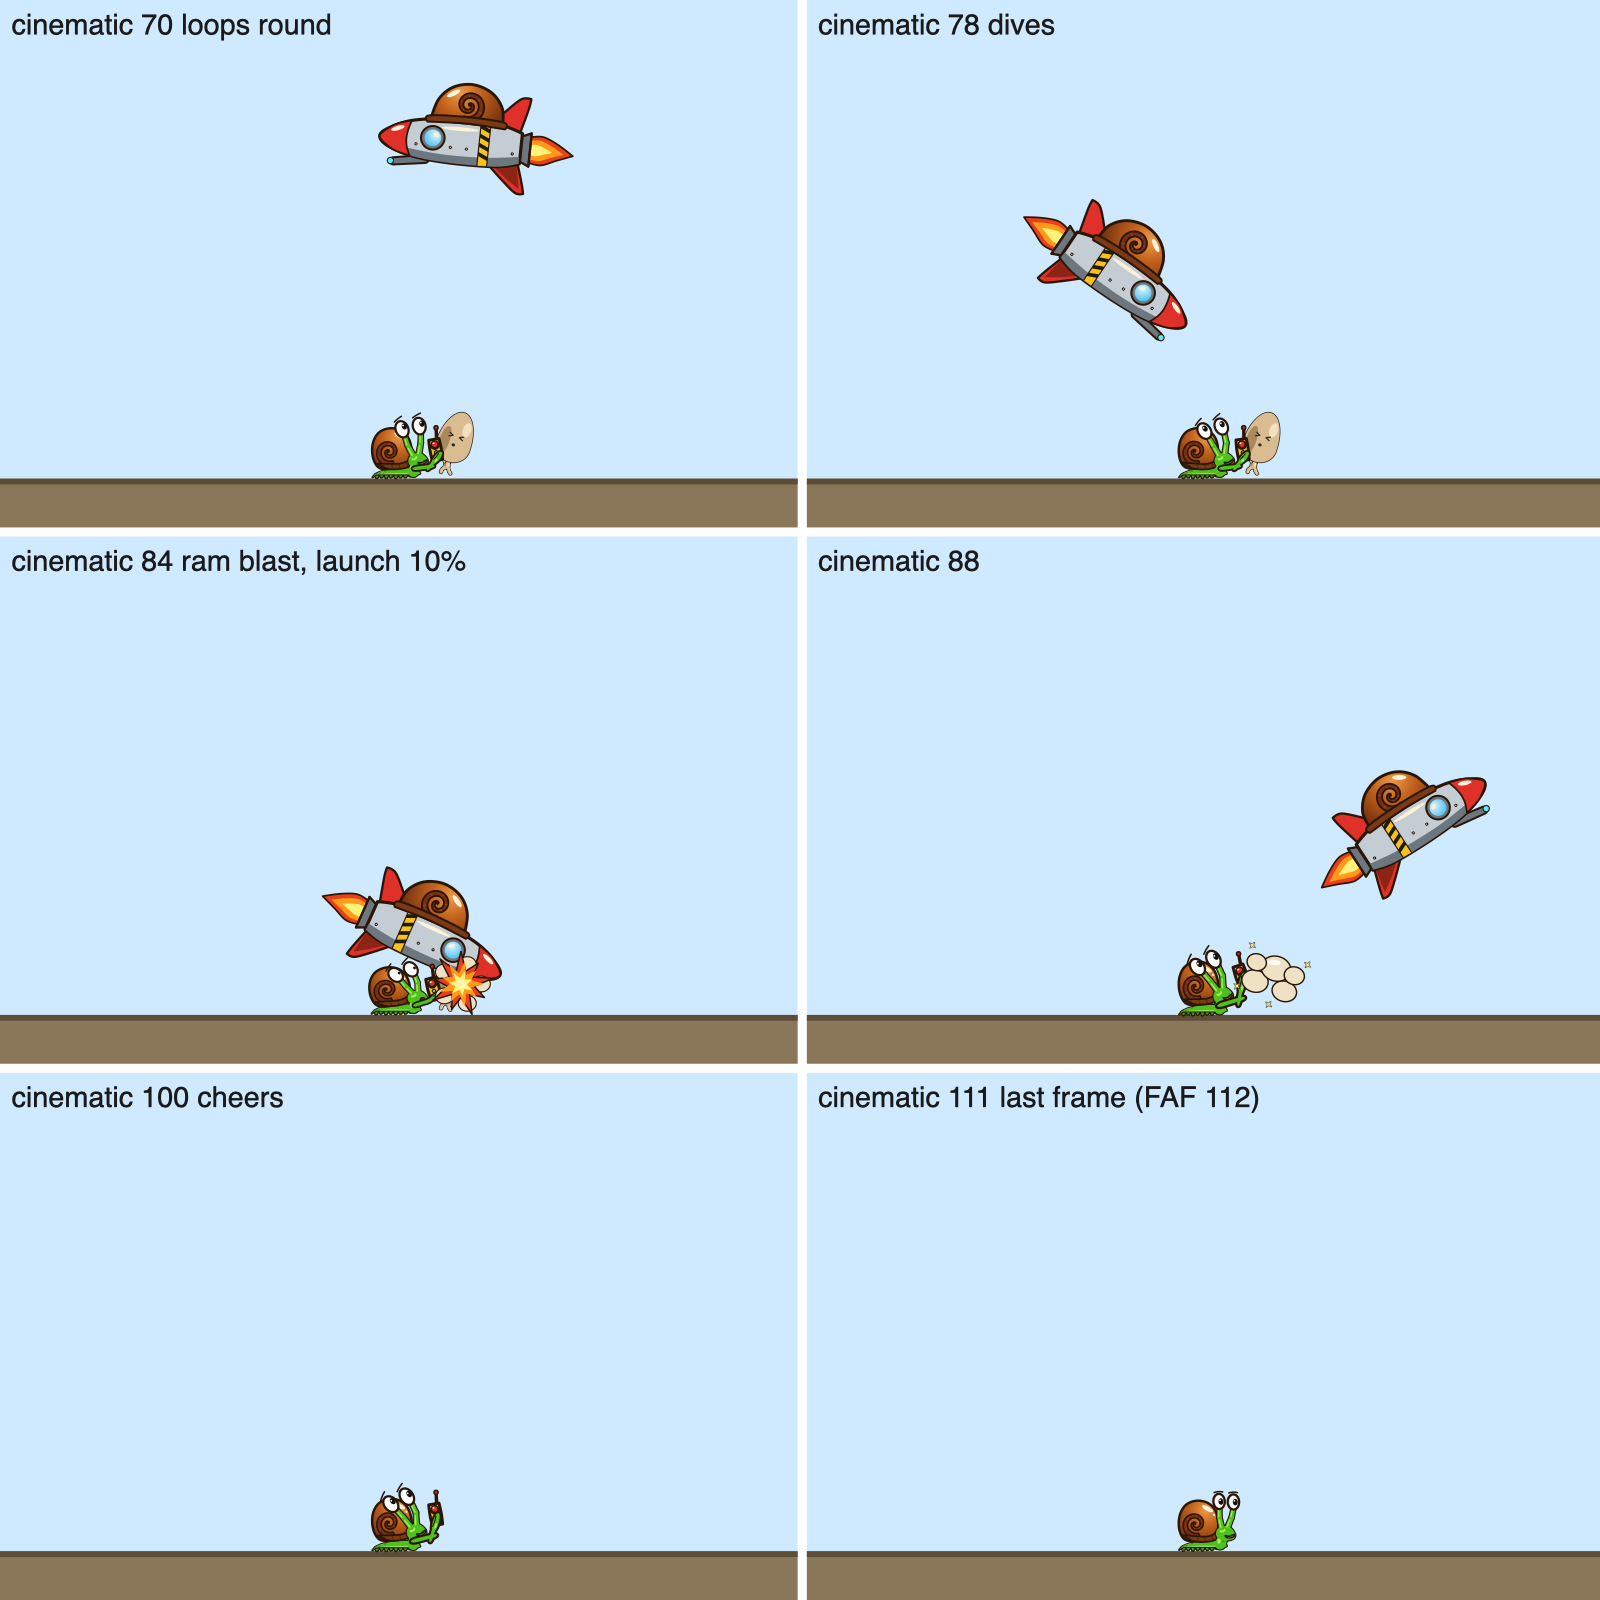 cinematic 70 loops round
cinematic 78 dives
cinematic 84 ram blast, launch 10%
cinematic 88
cinematic 100 cheers
cinematic 111 last frame (FAF 112)